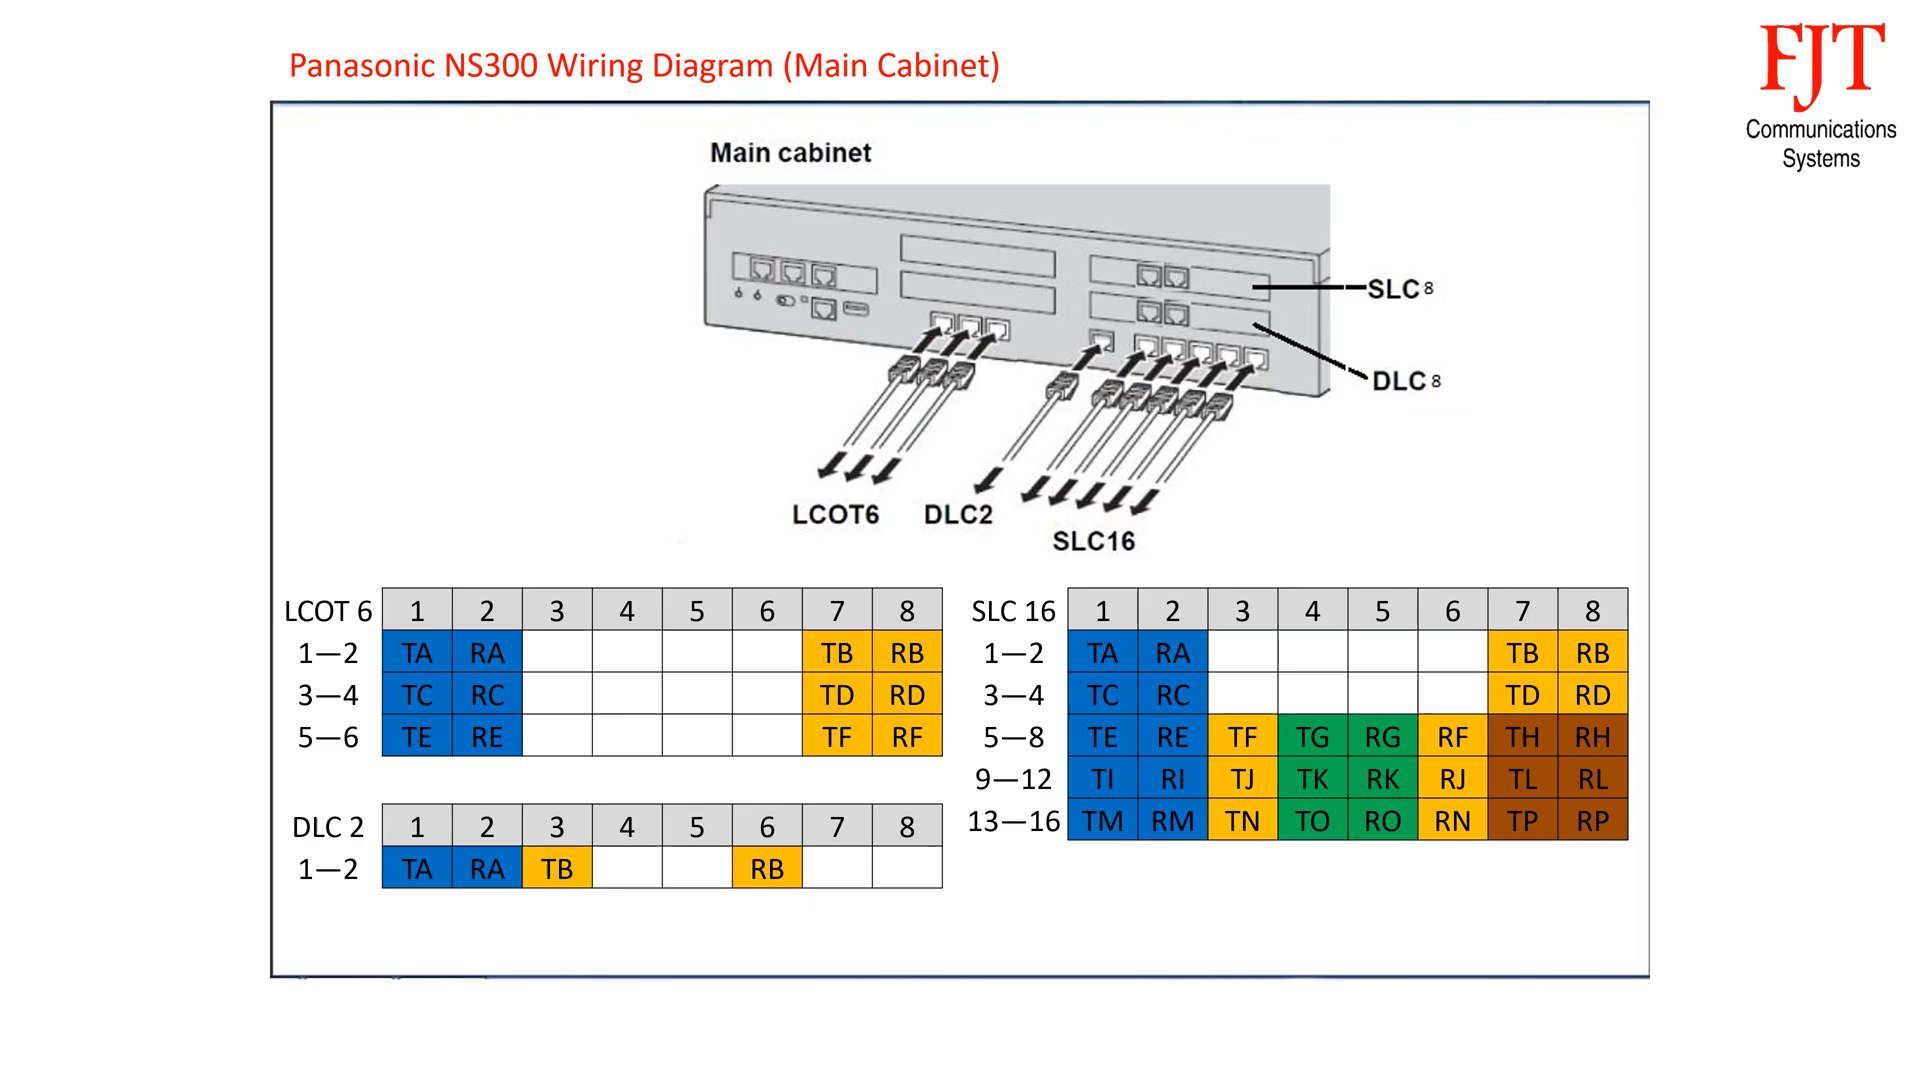 Panasonic NS300 Wiring Diagram (Main Cabinet)
FJT
Communications
Systems
Main cabinet
SLC 8
DLC 8
LCOT6
DLC2
SLC16
LCOT 6 1 2 3 4 5 6 7 8
1—2 TA RA TB RB
3—4 TC RC TD RD
5—6 TE RE TF RF
DLC 2 1 2 3 4 5 6 7 8
1—2 TA RA TB RB
SLC 16 1 2 3 4 5 6 7 8
1—2 TA RA TB RB
3—4 TC RC TD RD
5—8 TE RE TF TG RG RF TH RH
9—12 TI RI TJ TK RK RJ TL RL
13—16 TM RM TN TO RO RN TP RP